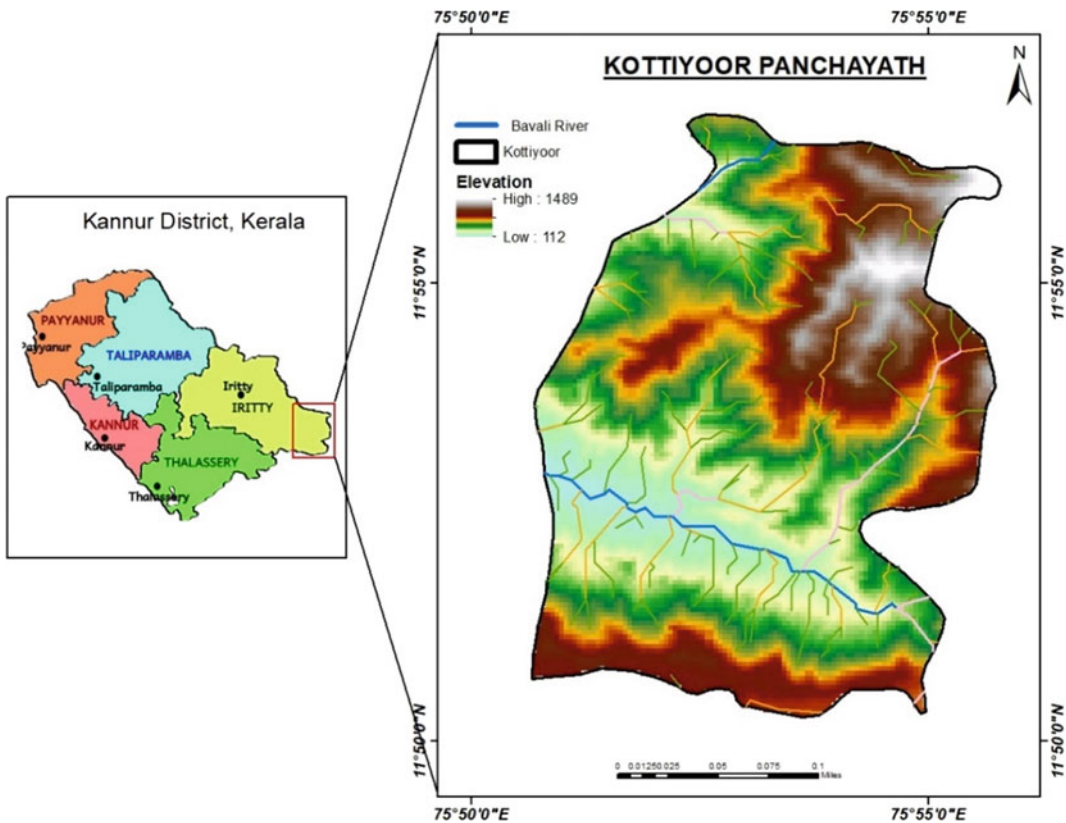 75°50'0"E
75°55'0"E
KOTTIYOOR PANCHAYATH
N
Bavali River
Kottiyoor
Elevation
High : 1489
Low : 112
Kannur District, Kerala
PAYYANUR
ayyanur
TALIPARAMBA
Taliparamba
Iritty
IRITTY
KANNUR
Kannur
THALASSERY
Thalassery
11°55'0"N
11°55'0"N
11°50'0"N
11°50'0"N
0 0.0125 0.025 0.05 0.075 0.1
Miles
75°50'0"E
75°55'0"E